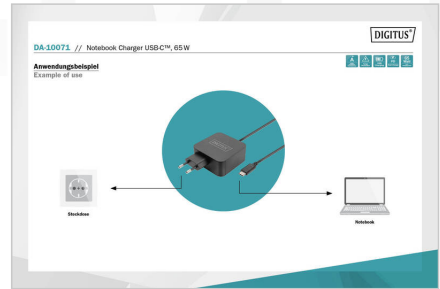 DIGITUS®
DA-10071 // Notebook Charger USB-C™, 65 W
Anwendungsbeispiel
Example of use
Steckdose
Notebook